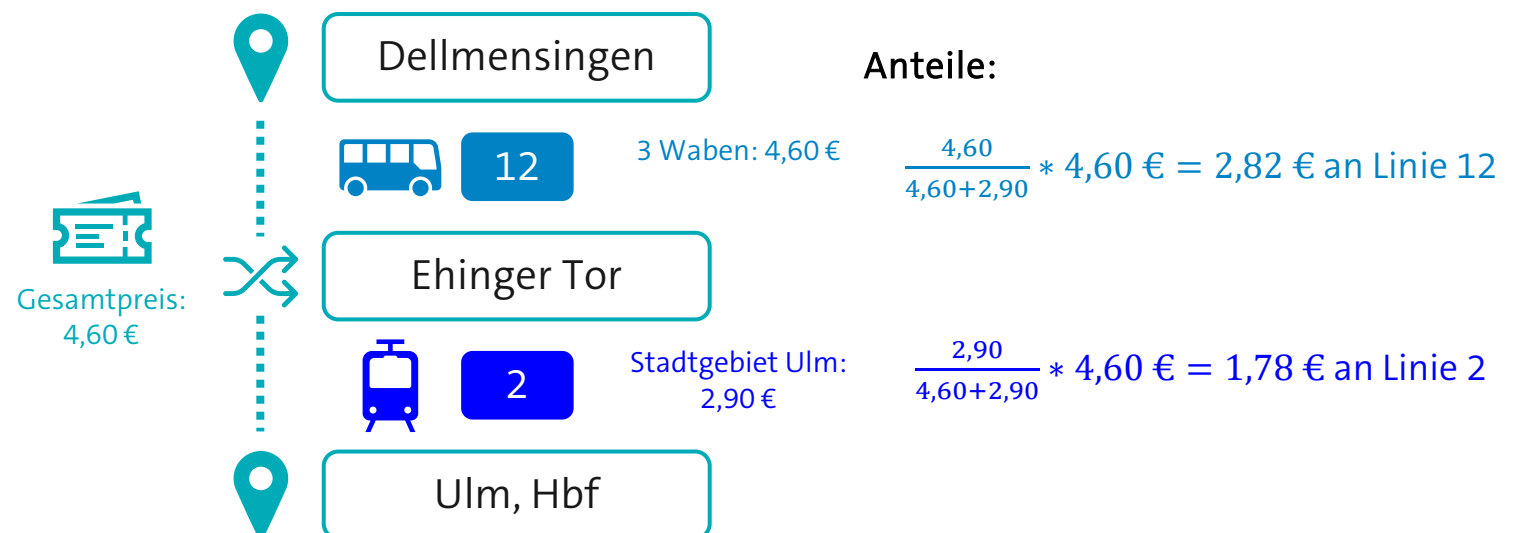 Dellmensingen
Anteile:
12
3 Waben: 4,60 €
4,60
4,60+2,90
∗ 4,60 € = 2,82 € an Linie 12
Gesamtpreis:
4,60 €
Ehinger Tor
2
Stadtgebiet Ulm:
2,90 €
2,90
4,60+2,90
∗ 4,60 € = 1,78 € an Linie 2
Ulm, Hbf